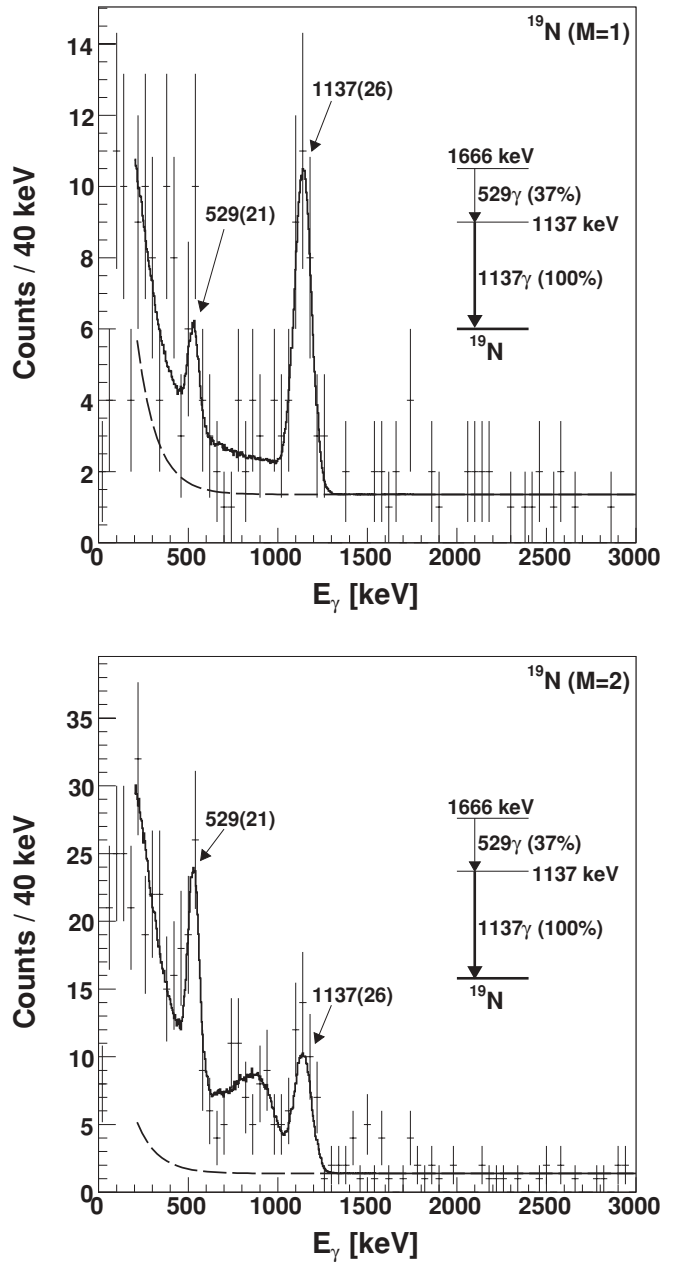 ¹⁹N (M=1)
14
12
10
8
6
4
2
0
Counts / 40 keV
1137(26)
529(21)
1666 keV
529γ (37%)
1137 keV
1137γ (100%)
¹⁹N
0 500 1000 1500 2000 2500 3000
Eγ [keV]
¹⁹N (M=2)
35
30
25
20
15
10
5
0
Counts / 40 keV
529(21)
1137(26)
1666 keV
529γ (37%)
1137 keV
1137γ (100%)
¹⁹N
0 500 1000 1500 2000 2500 3000
Eγ [keV]